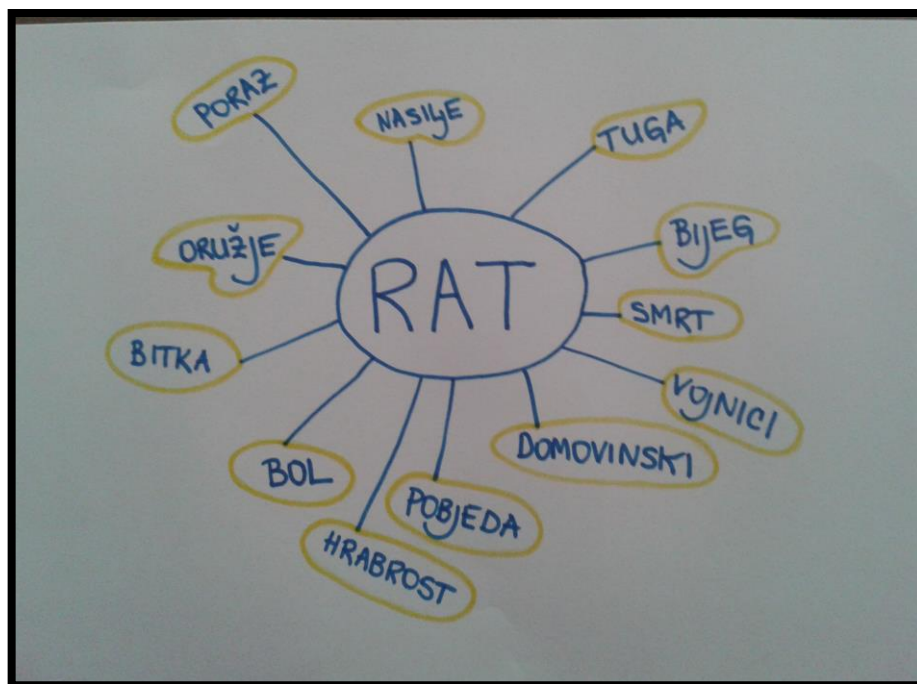 PORAZ
NASILJE
TUGA
ORUŽJE
BIJEG
RAT
SMRT
BITKA
VOJNICI
DOMOVINSKI
BOL
POBJEDA
HRABROST